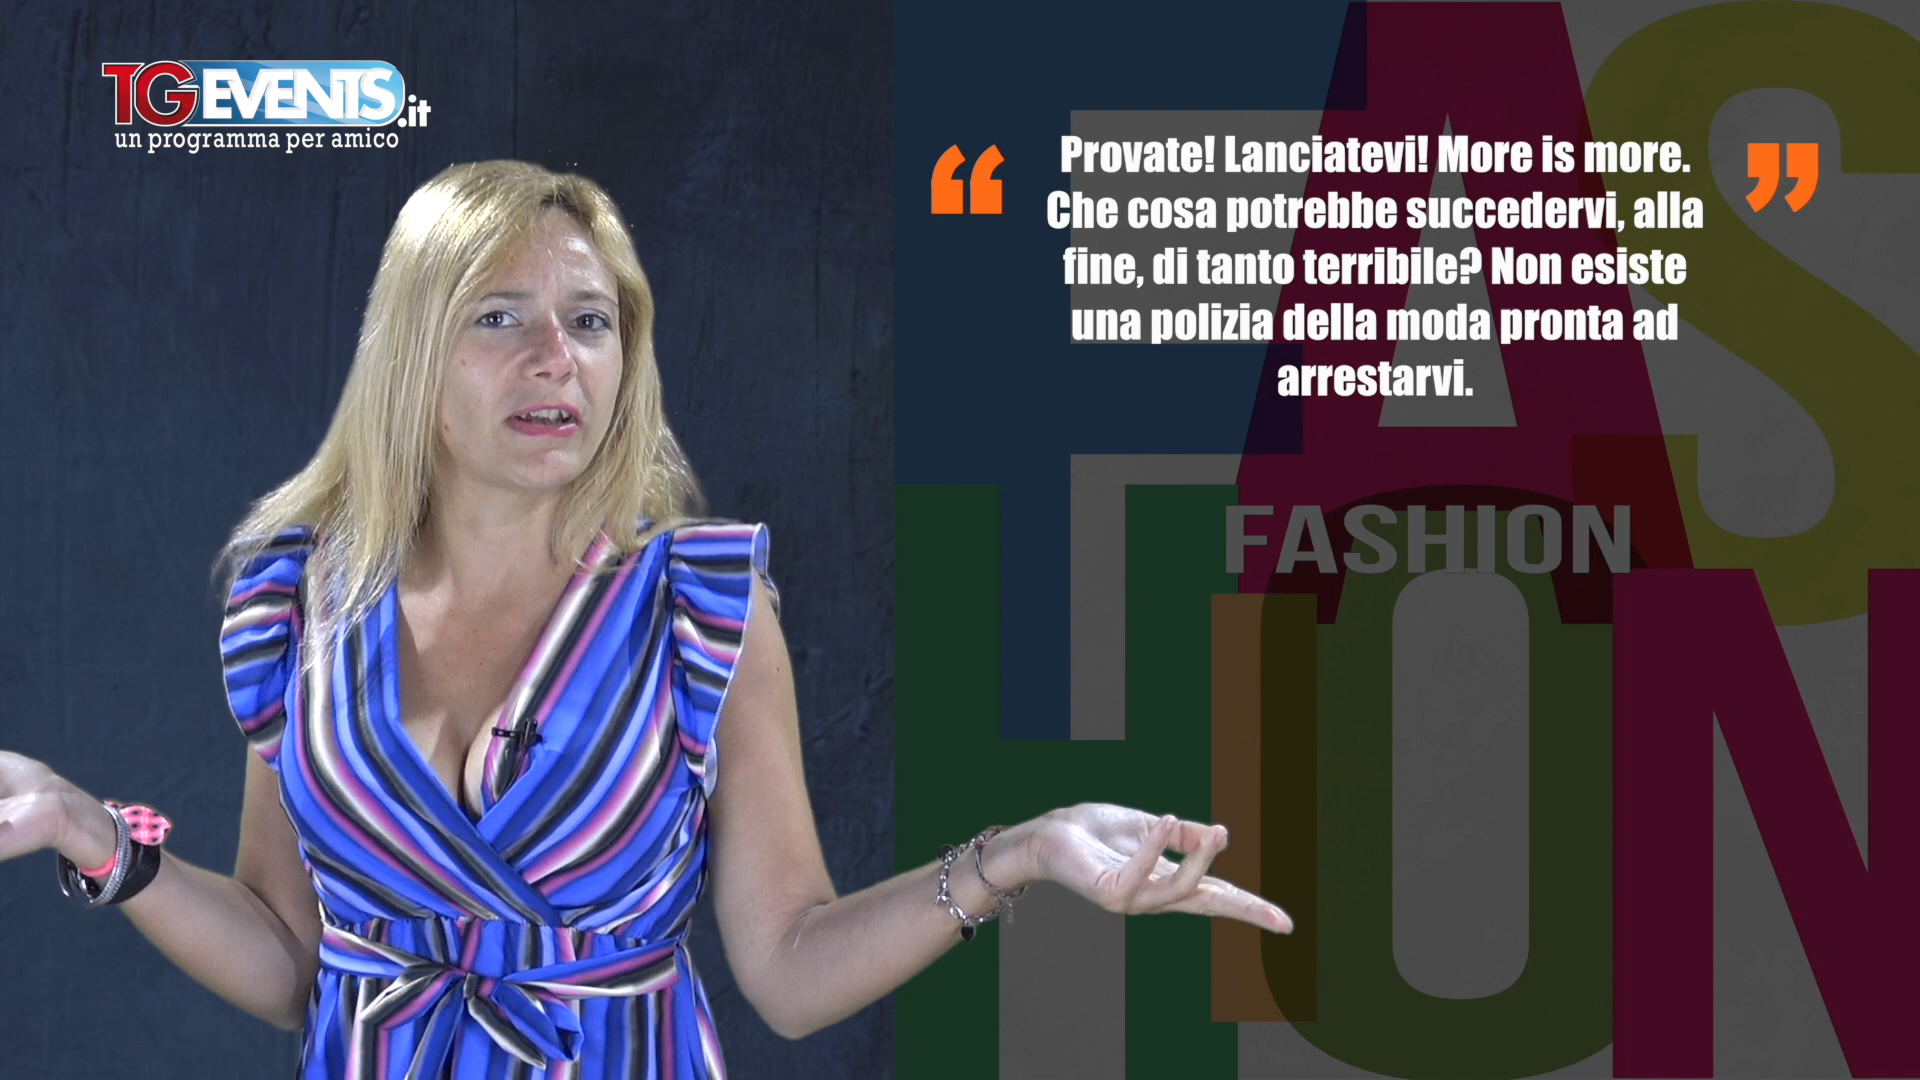 TGEVENTS.it
un programma per amico
“ Provate! Lanciatevi! More is more. ”
Che cosa potrebbe succedervi, alla
fine, di tanto terribile? Non esiste
una polizia della moda pronta ad
arrestarvi.
FASHION
FASHION